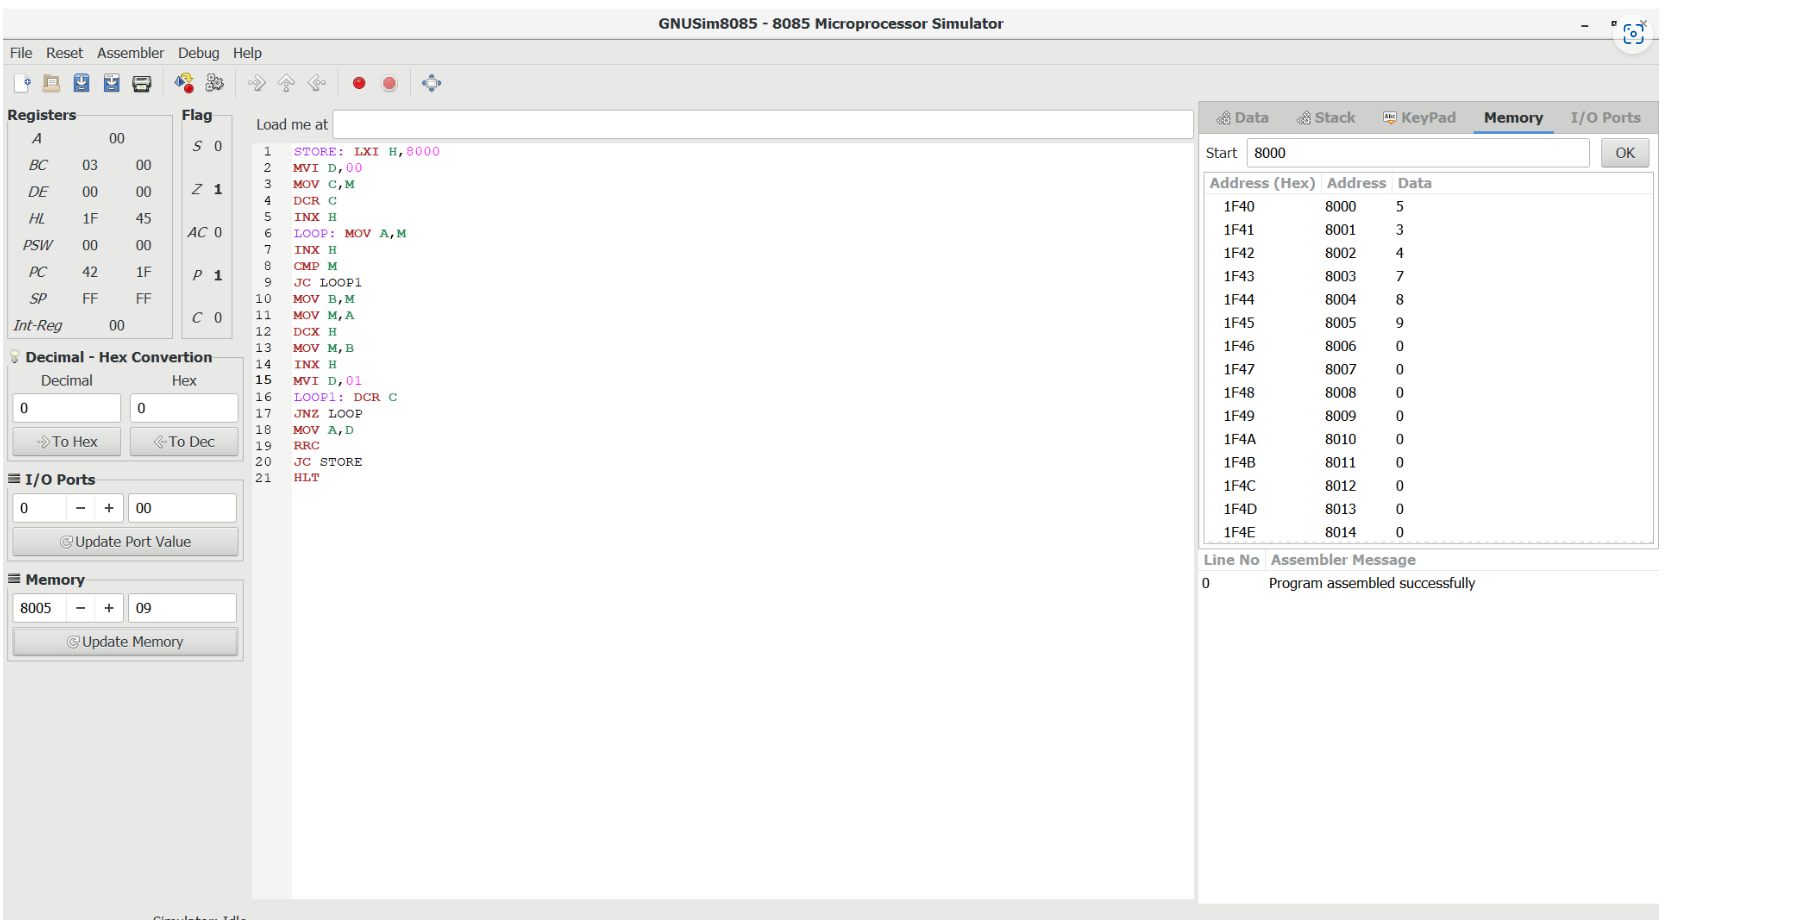 GNUSim8085 - 8085 Microprocessor Simulator
File Reset Assembler Debug Help
Registers
A 00
BC 03 00
DE 00 00
HL 1F 45
PSW 00 00
PC 42 1F
SP FF FF
Int-Reg 00
Flag
S 0
Z 1
AC 0
P 1
C 0
Decimal - Hex Convertion
Decimal Hex
0 0
To Hex To Dec
I/O Ports
0 − + 00
Update Port Value
Memory
8005 − + 09
Update Memory
Load me at
1 STORE: LXI H,8000
2 MVI D,00
3 MOV C,M
4 DCR C
5 INX H
6 LOOP: MOV A,M
7 INX H
8 CMP M
9 JC LOOP1
10 MOV B,M
11 MOV M,A
12 DCX H
13 MOV M,B
14 INX H
15 MVI D,01
16 LOOP1: DCR C
17 JNZ LOOP
18 MOV A,D
19 RRC
20 JC STORE
21 HLT
Data Stack KeyPad Memory I/O Ports
Start 8000 OK
Address (Hex) Address Data
1F40 8000 5
1F41 8001 3
1F42 8002 4
1F43 8003 7
1F44 8004 8
1F45 8005 9
1F46 8006 0
1F47 8007 0
1F48 8008 0
1F49 8009 0
1F4A 8010 0
1F4B 8011 0
1F4C 8012 0
1F4D 8013 0
1F4E 8014 0
Line No Assembler Message
0 Program assembled successfully
Simulator: Idle